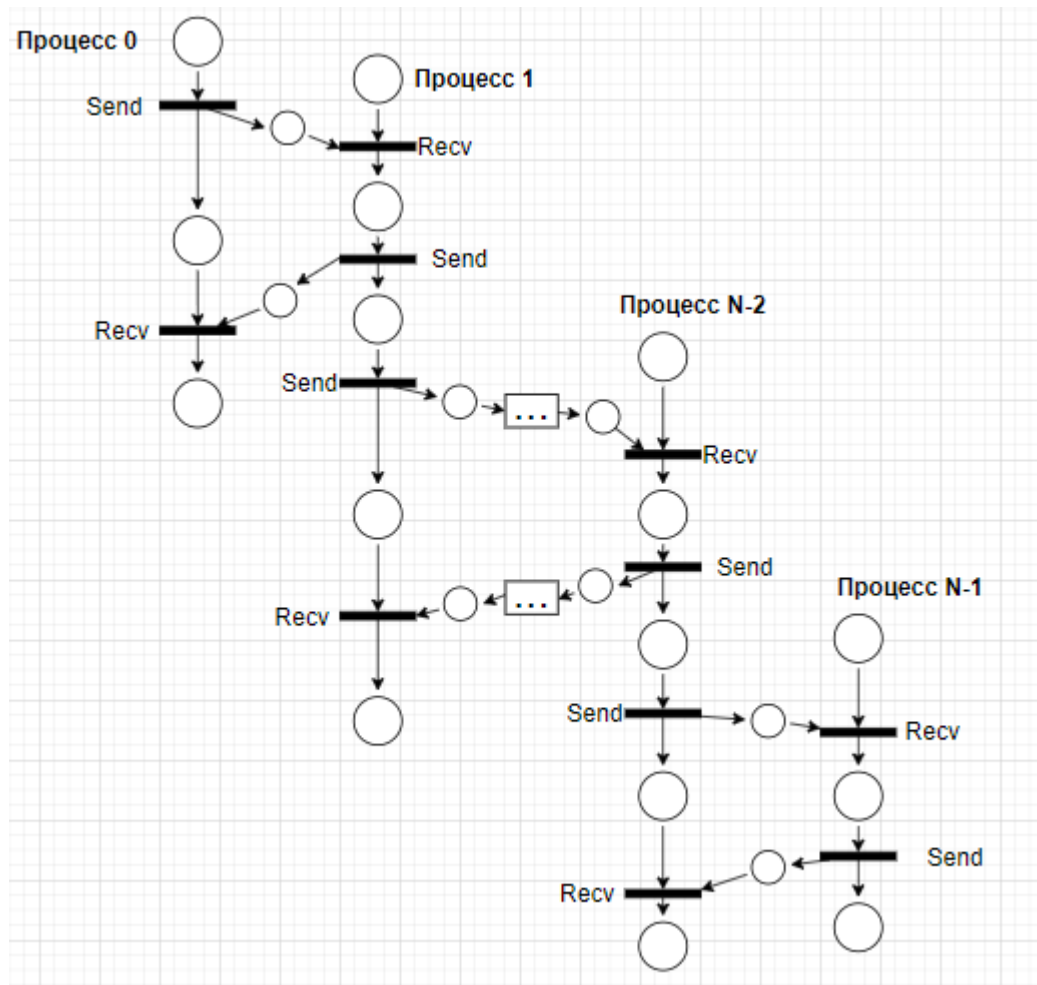 Процесс 0
Процесс 1
Send
Recv
Send
Процесс N-2
Recv
Send
...
Recv
Send
Процесс N-1
...
Recv
Send
Recv
Send
Recv